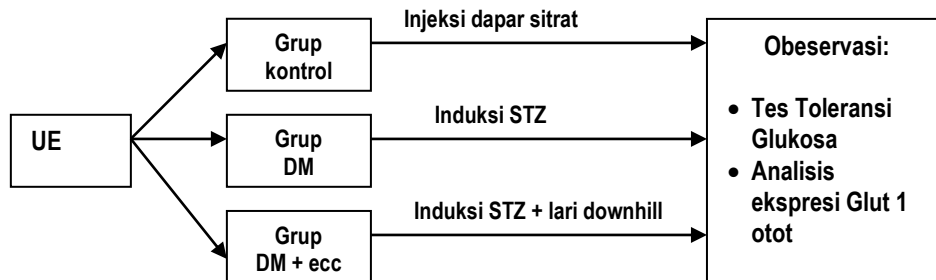 UE
Grup
kontrol
Injeksi dapar sitrat
Grup
DM
Induksi STZ
Grup
DM + ecc
Induksi STZ + lari downhill
Obeservasi:
• Tes Toleransi
Glukosa
• Analisis
ekspresi Glut 1
otot